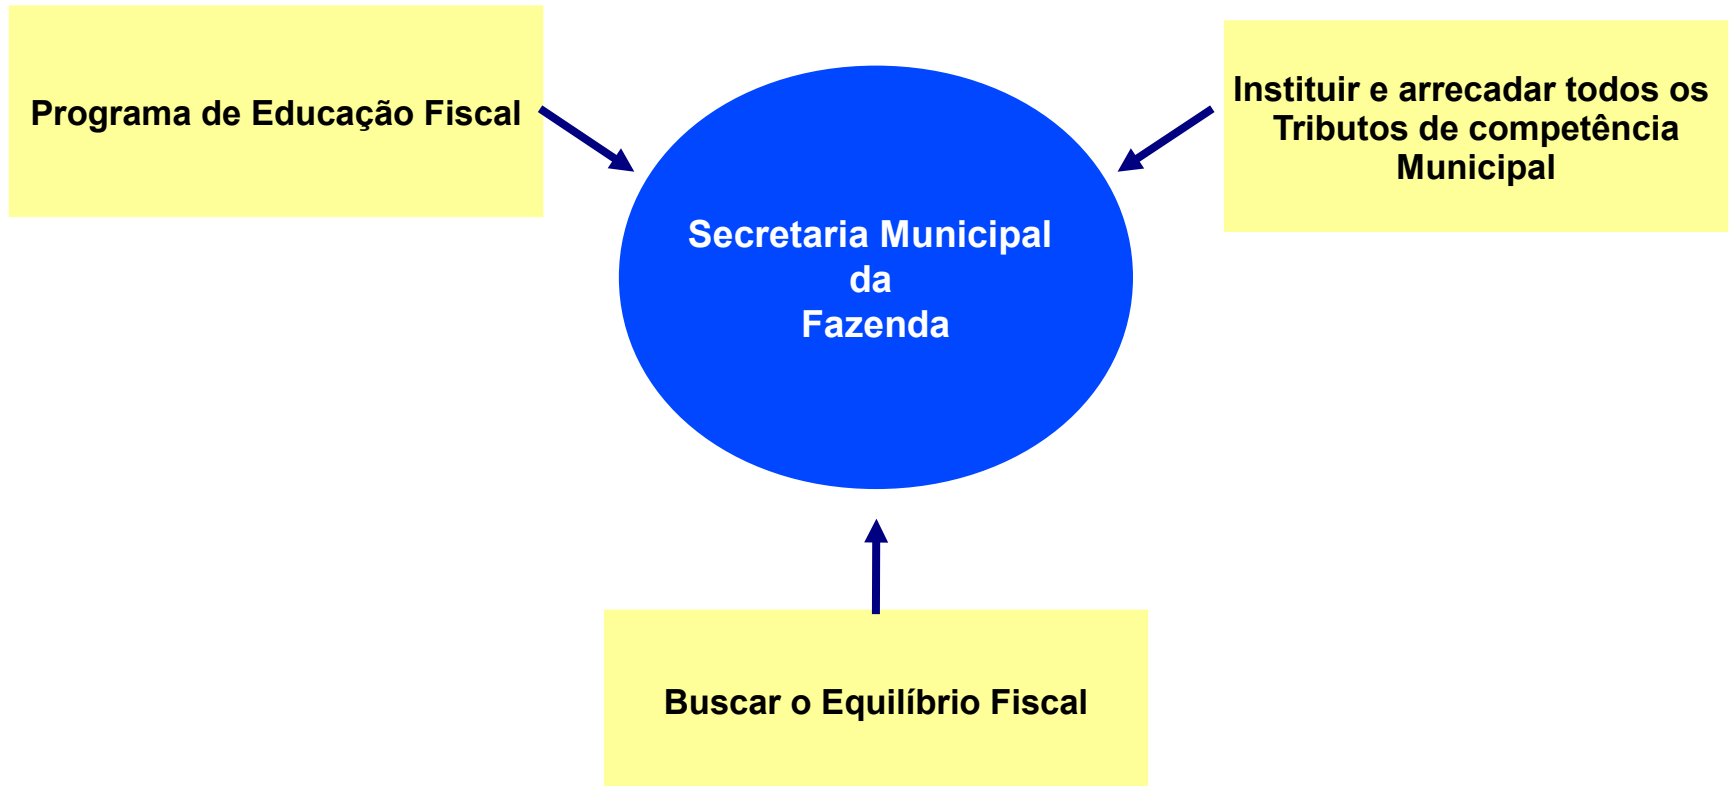 Programa de Educação Fiscal
Instituir e arrecadar todos os
Tributos de competência
Municipal
Secretaria Municipal
da
Fazenda
Buscar o Equilíbrio Fiscal